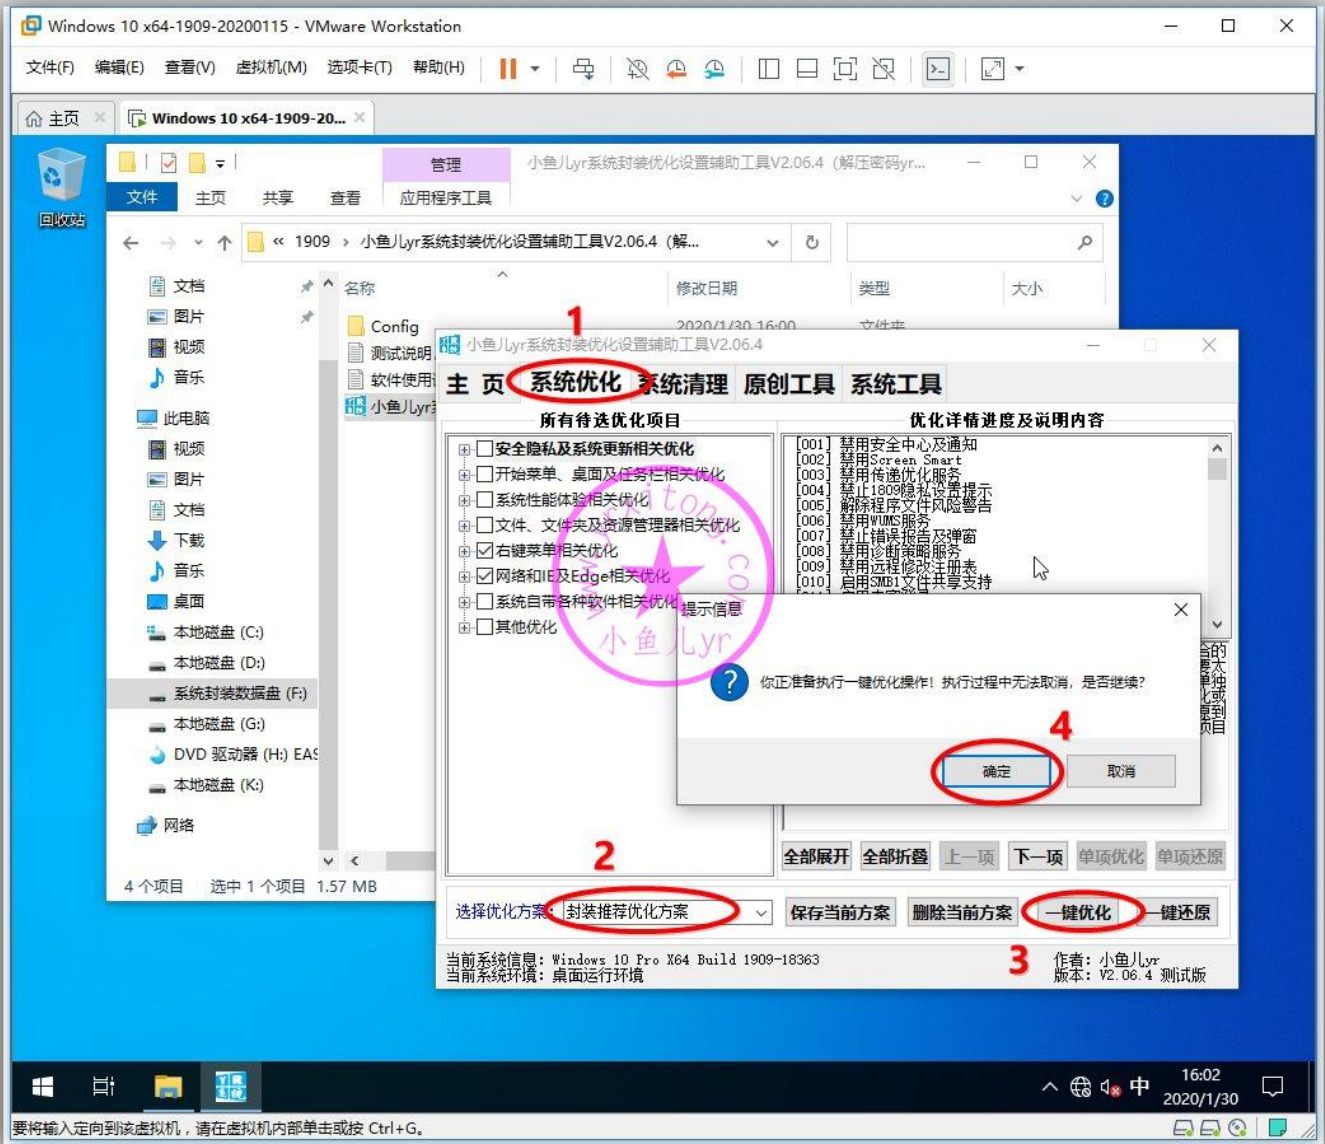 Windows 10 x64-1909-20200115 - VMware Workstation
文件(F) 编辑(E) 查看(V) 虚拟机(M) 选项卡(T) 帮助(H)
主页 Windows 10 x64-1909-20...
回收站
管理 小鱼儿yr系统封装优化设置辅助工具V2.06.4（解压密码yr...
文件 主页 共享 查看 应用程序工具
« 1909 › 小鱼儿yr系统封装优化设置辅助工具V2.06.4（解...
名称 修改日期 类型 大小
文档
图片
视频
音乐
此电脑
视频
图片
文档
下载
音乐
桌面
本地磁盘 (C:)
本地磁盘 (D:)
系统封装数据盘 (F:)
本地磁盘 (G:)
DVD 驱动器 (H:) EAS
本地磁盘 (K:)
网络
Config 2020/1/30 16:00 文件夹
测试说明
软件使用
小鱼儿yr
4 个项目 选中 1 个项目 1.57 MB
1
小鱼儿yr系统封装优化设置辅助工具V2.06.4
主 页 系统优化 系统清理 原创工具 系统工具
所有待选优化项目 优化详情进度及说明内容
安全隐私及系统更新相关优化
开始菜单、桌面及任务栏相关优化
系统性能体验相关优化
文件、文件夹及资源管理器相关优化
右键菜单相关优化
网络和IE及Edge相关优化
系统自带各种软件相关优化
其他优化
[001] 禁用安全中心及通知
[002] 禁用Screen Smart
[003] 禁用传递优化服务
[004] 禁止1809隐私设置提示
[005] 解除程序文件风险警告
[006] 禁用WUMS服务
[007] 禁止错误报告及弹窗
[008] 禁用诊断策略服务
[009] 禁用远程修改注册表
[010] 启用SMB1文件共享支持
www.yrxitong.com
小鱼儿yr
提示信息
你正准备执行一键优化操作！执行过程中无法取消，是否继续？
4
确定 取消
2
全部展开 全部折叠 上一项 下一项 单项优化 单项还原
选择优化方案： 封装推荐优化方案 保存当前方案 删除当前方案 一键优化 一键还原
3
当前系统信息：Windows 10 Pro X64 Build 1909-18363
当前系统环境：桌面运行环境
作者：小鱼儿yr
版本：V2.06.4 测试版
中 16:02
2020/1/30
要将输入定向到该虚拟机，请在虚拟机内部单击或按 Ctrl+G。